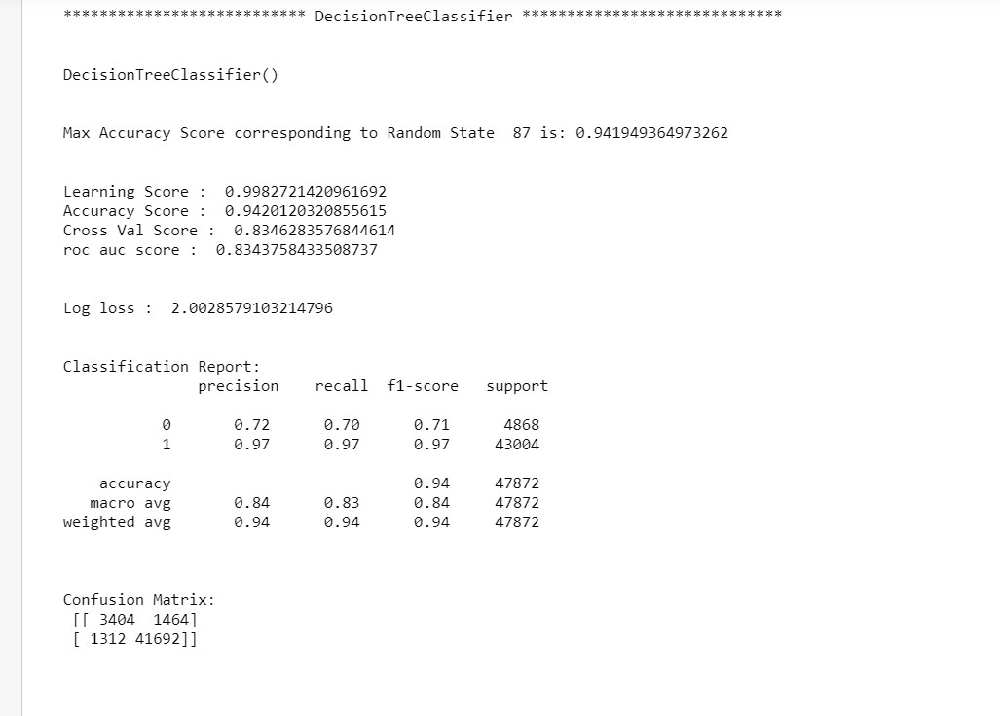 *************************** DecisionTreeClassifier *****************************
DecisionTreeClassifier()
Max Accuracy Score corresponding to Random State  87 is: 0.941949364973262
Learning Score :  0.9982721420961692
Accuracy Score :  0.9420120320855615
Cross Val Score :  0.8346283576844614
roc auc score :  0.8343758433508737
Log loss :  2.0028579103214796
Classification Report:
               precision    recall  f1-score   support
           0       0.72      0.70      0.71      4868
           1       0.97      0.97      0.97     43004
    accuracy                           0.94     47872
   macro avg       0.84      0.83      0.84     47872
weighted avg       0.94      0.94      0.94     47872
Confusion Matrix:
 [[ 3404  1464]
 [ 1312 41692]]